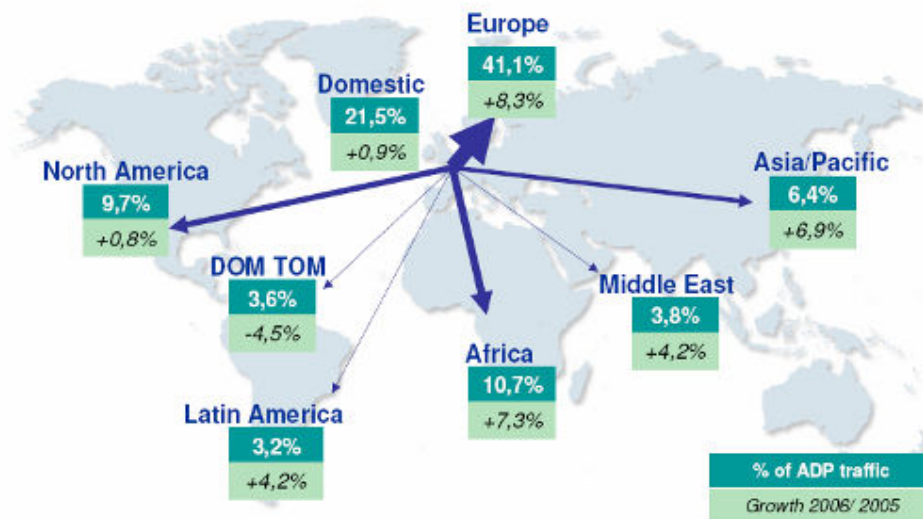 Europe
41,1%
+8,3%
Domestic
21,5%
+0,9%
North America
9,7%
+0,8%
Asia/Pacific
6,4%
+6,9%
DOM TOM
3,6%
-4,5%
Middle East
3,8%
+4,2%
Africa
10,7%
+7,3%
Latin America
3,2%
+4,2%
% of ADP traffic
Growth 2006/ 2005